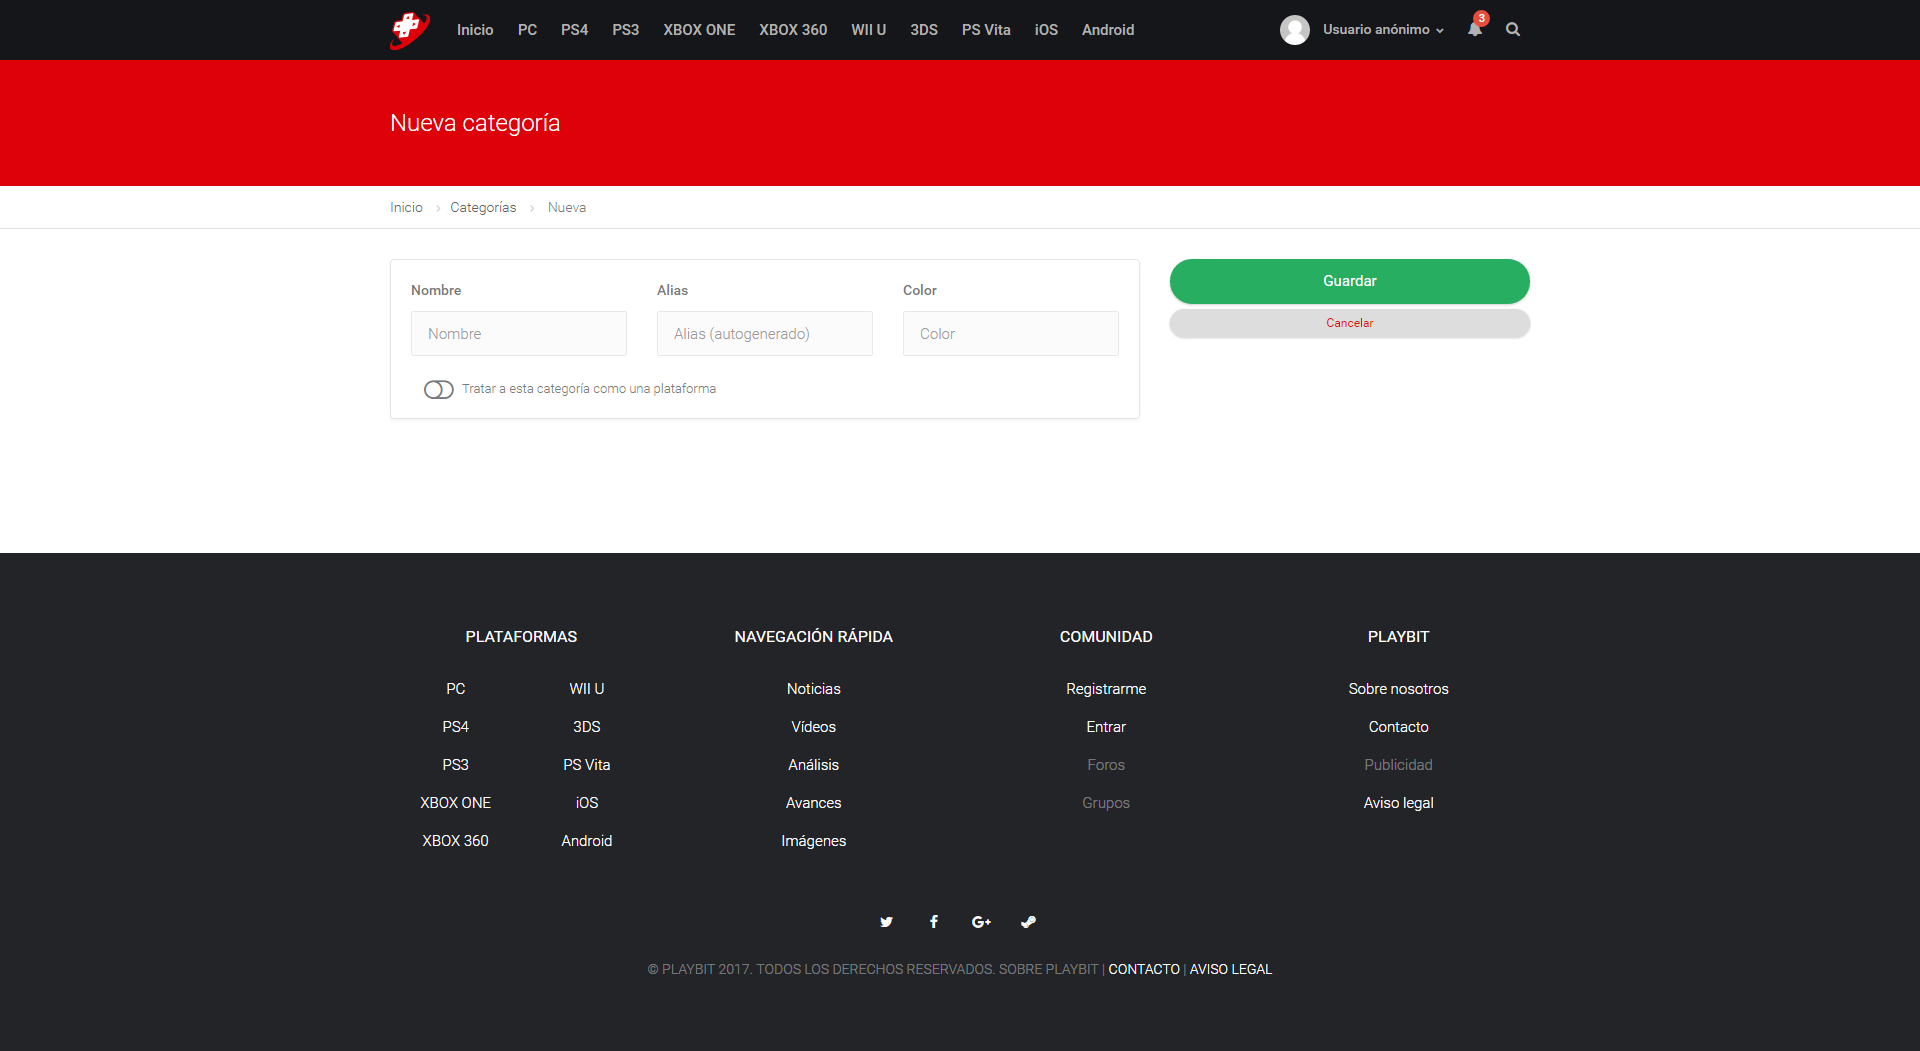 Inicio PC PS4 PS3 XBOX ONE XBOX 360 WII U 3DS PS Vita iOS Android Usuario anónimo 3
Nueva categoría
Inicio Categorías Nueva
Nombre Alias Color
Nombre Alias (autogenerado) Color
Tratar a esta categoría como una plataforma
Guardar
Cancelar
PLATAFORMAS NAVEGACIÓN RÁPIDA COMUNIDAD PLAYBIT
PC WII U Noticias Registrarme Sobre nosotros
PS4 3DS Vídeos Entrar Contacto
PS3 PS Vita Análisis Foros Publicidad
XBOX ONE iOS Avances Grupos Aviso legal
XBOX 360 Android Imágenes
© PLAYBIT 2017. TODOS LOS DERECHOS RESERVADOS. SOBRE PLAYBIT | CONTACTO | AVISO LEGAL